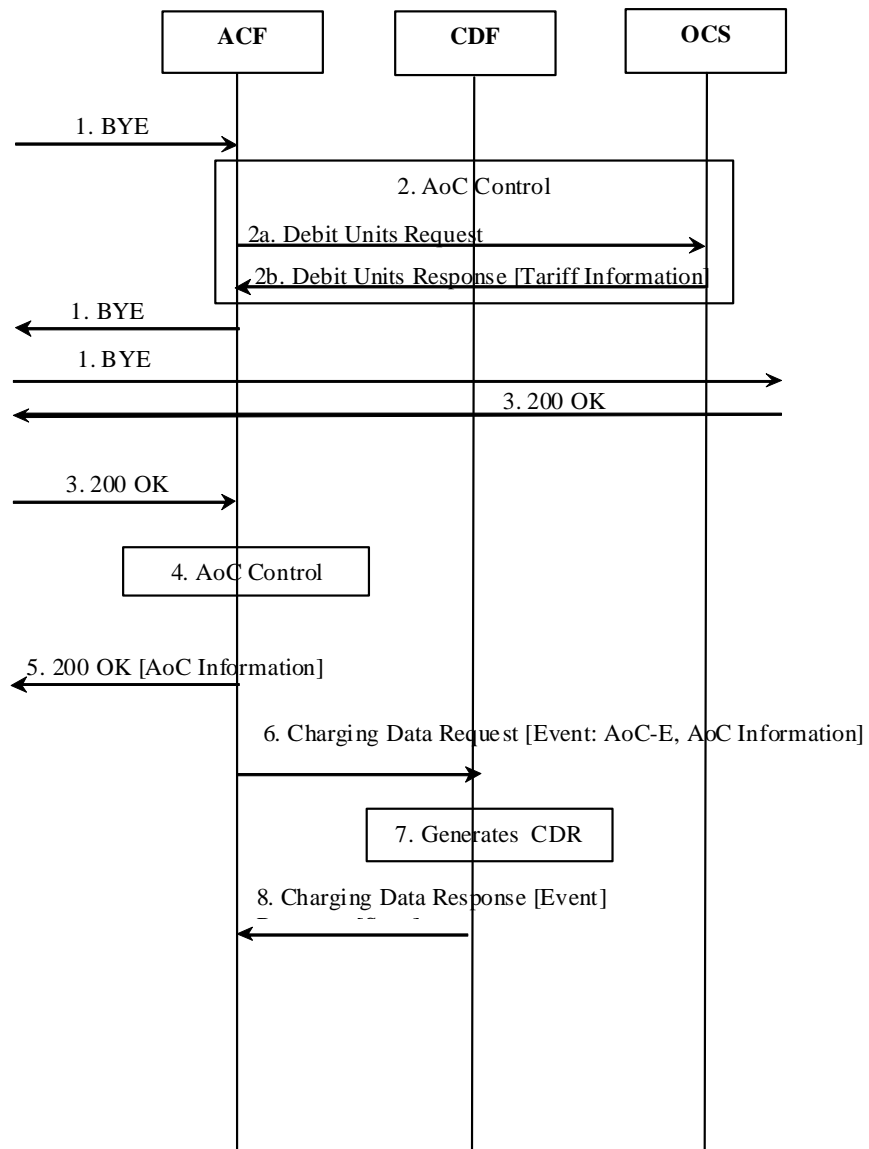 ACF CDF OCS
1. BYE
2. AoC Control
2a. Debit Units Request
2b. Debit Units Response [Tariff Information]
1. BYE
1. BYE
3. 200 OK
3. 200 OK
4. AoC Control
5. 200 OK [AoC Information]
6. Charging Data Request [Event: AoC-E, AoC Information]
7. Generates CDR
8. Charging Data Response [Event]